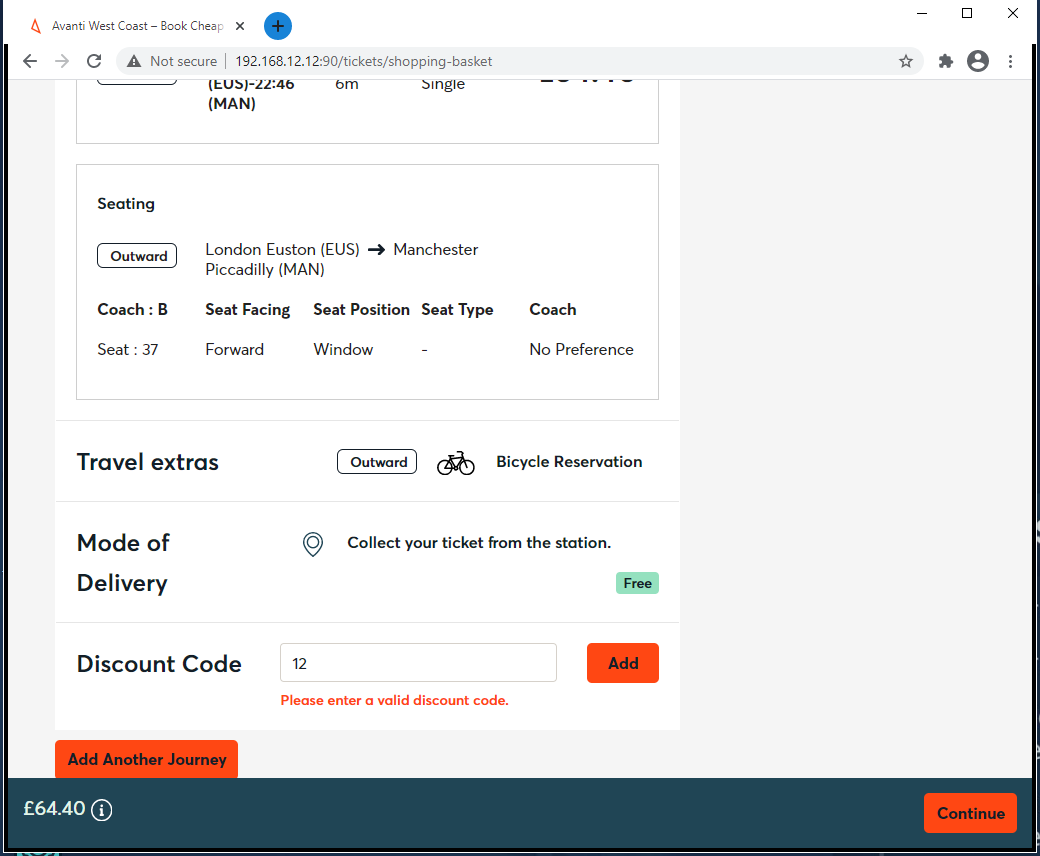 Avanti West Coast – Book Cheap
Not secure | 192.168.12.12:90/tickets/shopping-basket
(EUS)-22:46 6m Single
(MAN)
Seating
Outward London Euston (EUS) → Manchester
Piccadilly (MAN)
Coach : B Seat Facing Seat Position Seat Type Coach
Seat : 37 Forward Window - No Preference
Travel extras Outward Bicycle Reservation
Mode of Collect your ticket from the station.
Delivery Free
Discount Code 12 Add
Please enter a valid discount code.
Add Another Journey
£64.40 i Continue